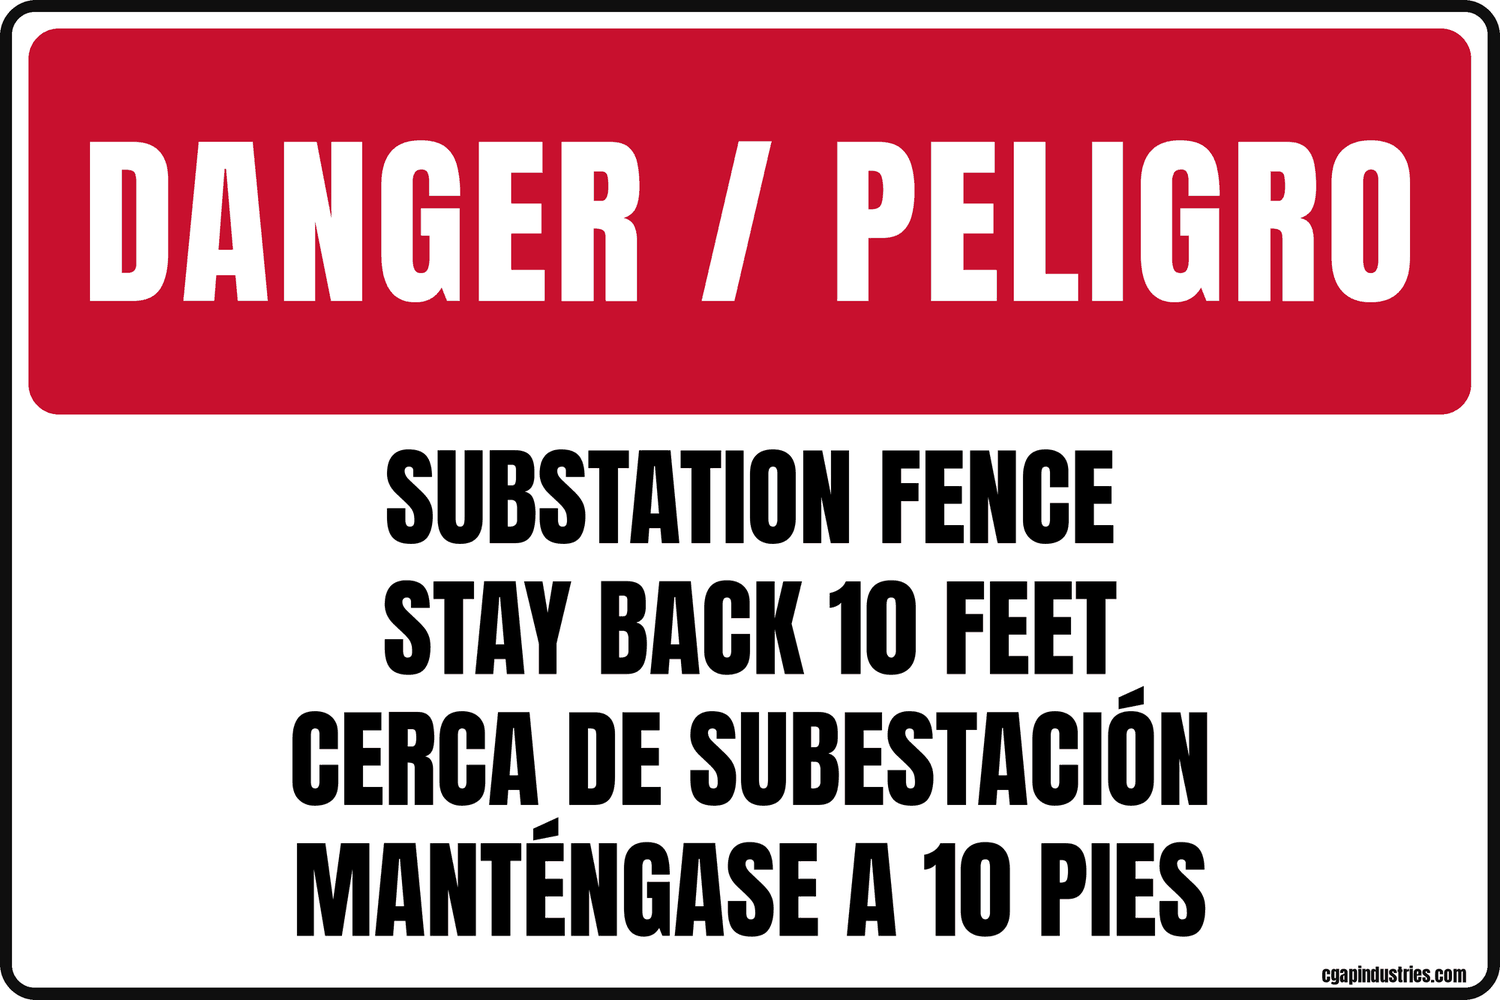 DANGER / PELIGRO
SUBSTATION FENCE
STAY BACK 10 FEET
CERCA DE SUBESTACIÓN
MANTÉNGASE A 10 PIES
cgapindustries.com